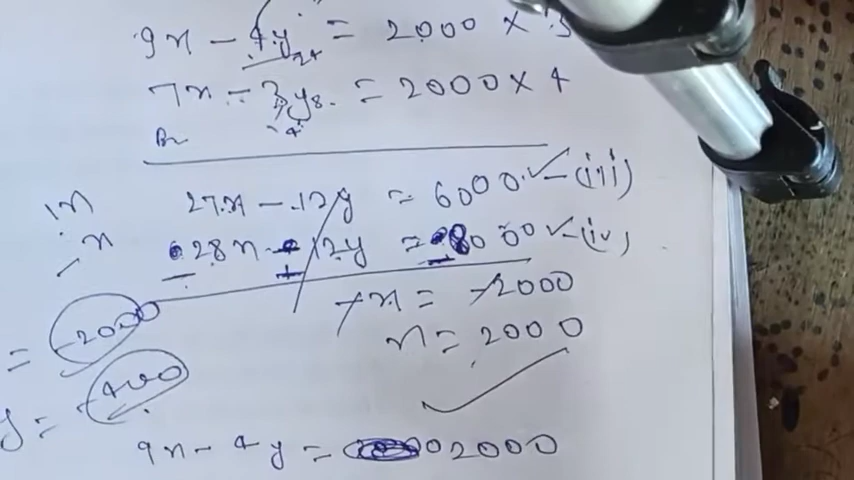 9x - 4y = 2000 × 3
7x - 3y = 2000 × 4
27x - 12y = 6000 ✓ - (iii)
28x - 12y = 8000 ✓ - (iv)
-x = -2000
x = 2000
= -2000
y = -400
9x - 4y = 2000